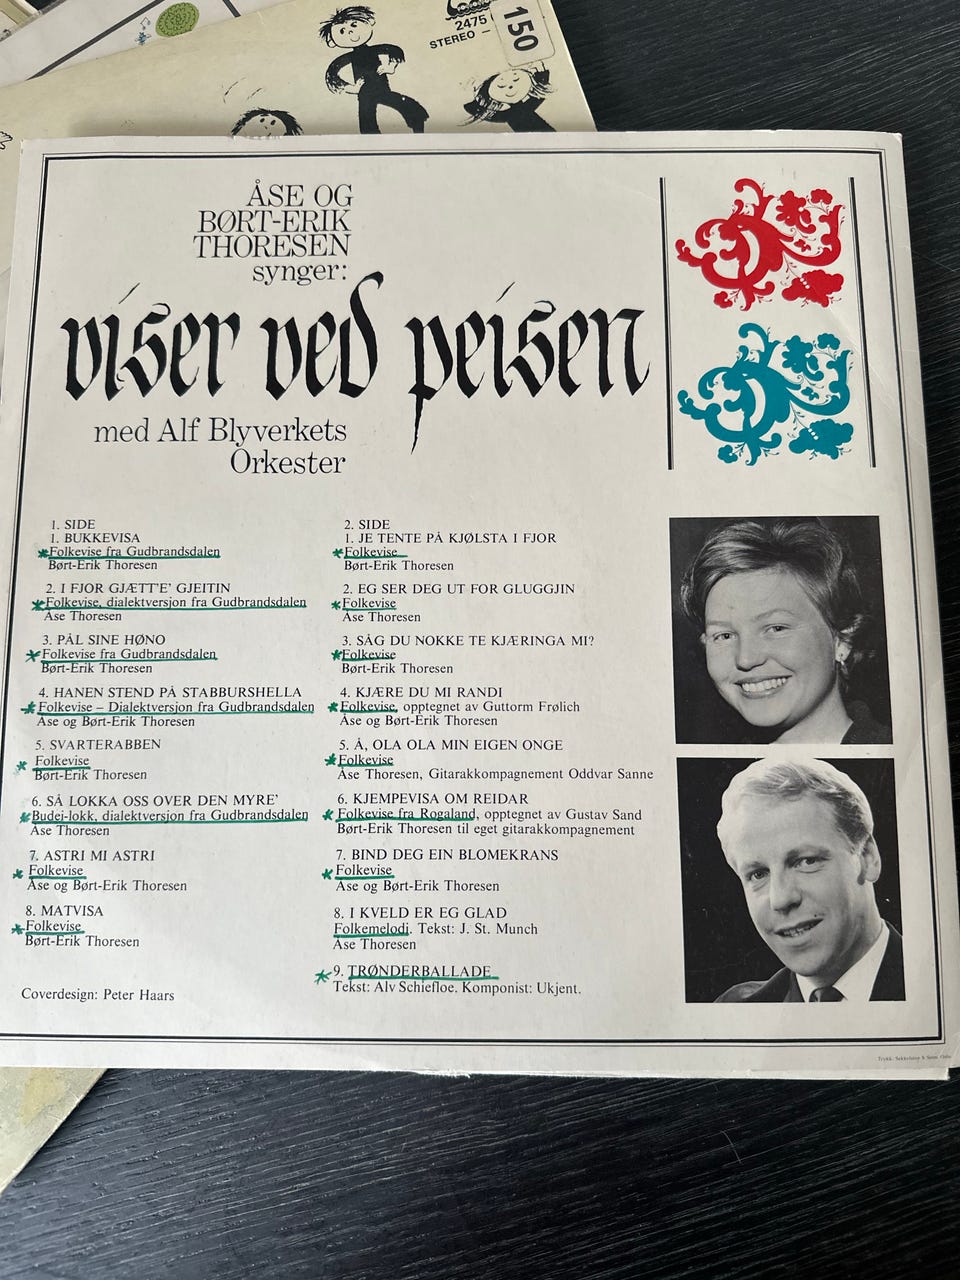 2475
STEREO –
150
ÅSE OG
BØRT-ERIK
THORESEN
synger:
viser ved peisen
med Alf Blyverkets
Orkester
1. SIDE
1. BUKKEVISA
Folkevise fra Gudbrandsdalen
Børt-Erik Thoresen
2. I FJOR GJÆTT'E' GJEITIN
Folkevise, dialektversjon fra Gudbrandsdalen
Åse Thoresen
3. PÅL SINE HØNO
Folkevise fra Gudbrandsdalen
Børt-Erik Thoresen
4. HANEN STEND PÅ STABBURSHELLA
Folkevise – Dialektversjon fra Gudbrandsdalen
Åse og Børt-Erik Thoresen
5. SVARTERABBEN
Folkevise
Børt-Erik Thoresen
6. SÅ LOKKA OSS OVER DEN MYRE'
Budei-lokk, dialektversjon fra Gudbrandsdalen
Åse Thoresen
7. ASTRI MI ASTRI
Folkevise
Åse og Børt-Erik Thoresen
8. MATVISA
Folkevise
Børt-Erik Thoresen
2. SIDE
1. JE TENTE PÅ KJØLSTA I FJOR
Folkevise
Børt-Erik Thoresen
2. EG SER DEG UT FOR GLUGGJIN
Folkevise
Åse Thoresen
3. SÅG DU NOKKE TE KJÆRINGA MI?
Folkevise
Børt-Erik Thoresen
4. KJÆRE DU MI RANDI
Folkevise, opptegnet av Guttorm Frølich
Åse og Børt-Erik Thoresen
5. Å, OLA OLA MIN EIGEN ONGE
Folkevise
Åse Thoresen, Gitarakkompagnement Oddvar Sanne
6. KJEMPEVISA OM REIDAR
Folkevise fra Rogaland, opptegnet av Gustav Sand
Børt-Erik Thoresen til eget gitarakkompagnement
7. BIND DEG EIN BLOMEKRANS
Folkevise
Åse og Børt-Erik Thoresen
8. I KVELD ER EG GLAD
Folkemelodi. Tekst: J. St. Munch
Åse Thoresen
9. TRØNDERBALLADE
Tekst: Alv Schiefloe. Komponist: Ukjent.
Coverdesign: Peter Haars